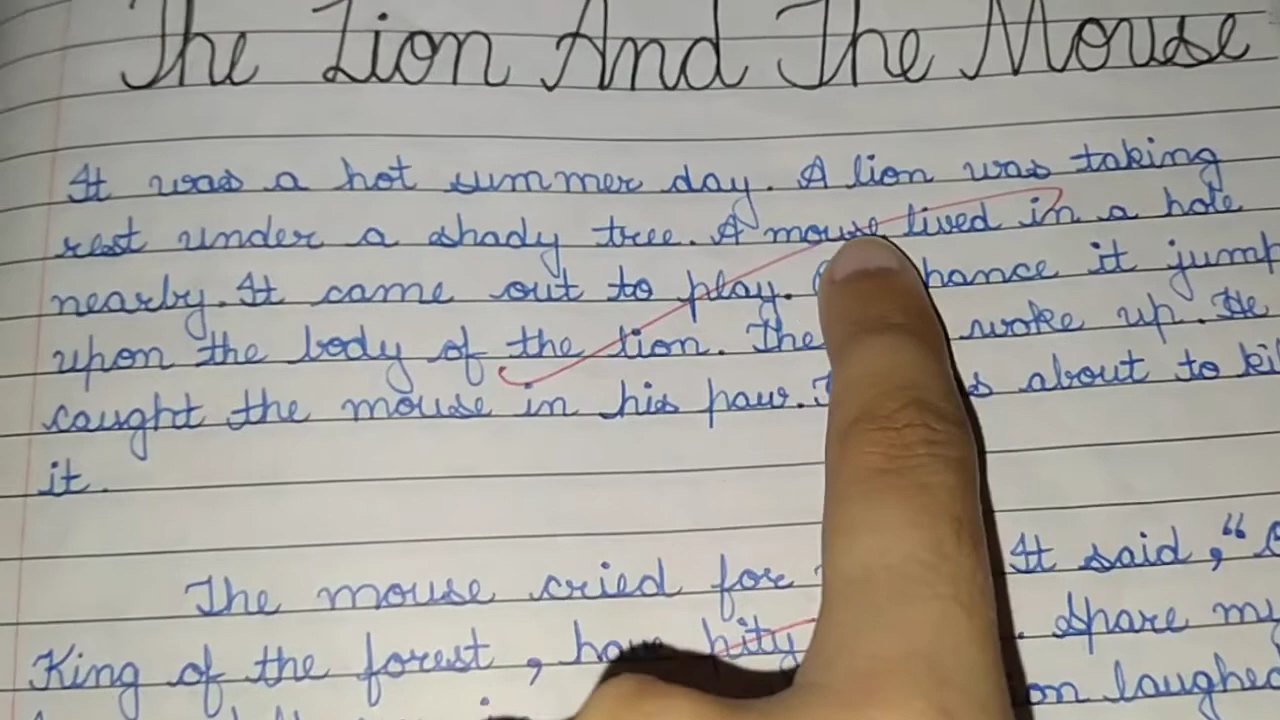 The Lion And The Mouse
It was a hot summer day. A lion was taking
rest under a shady tree. A mouse lived in a hole
nearby. It came out to play. hance it jump
upon the body of the lion. The woke up. He
caught the mouse in his paw. s about to ki
it.
The mouse cried for It said, "
King of the forest, hity . Spare my
on laughed